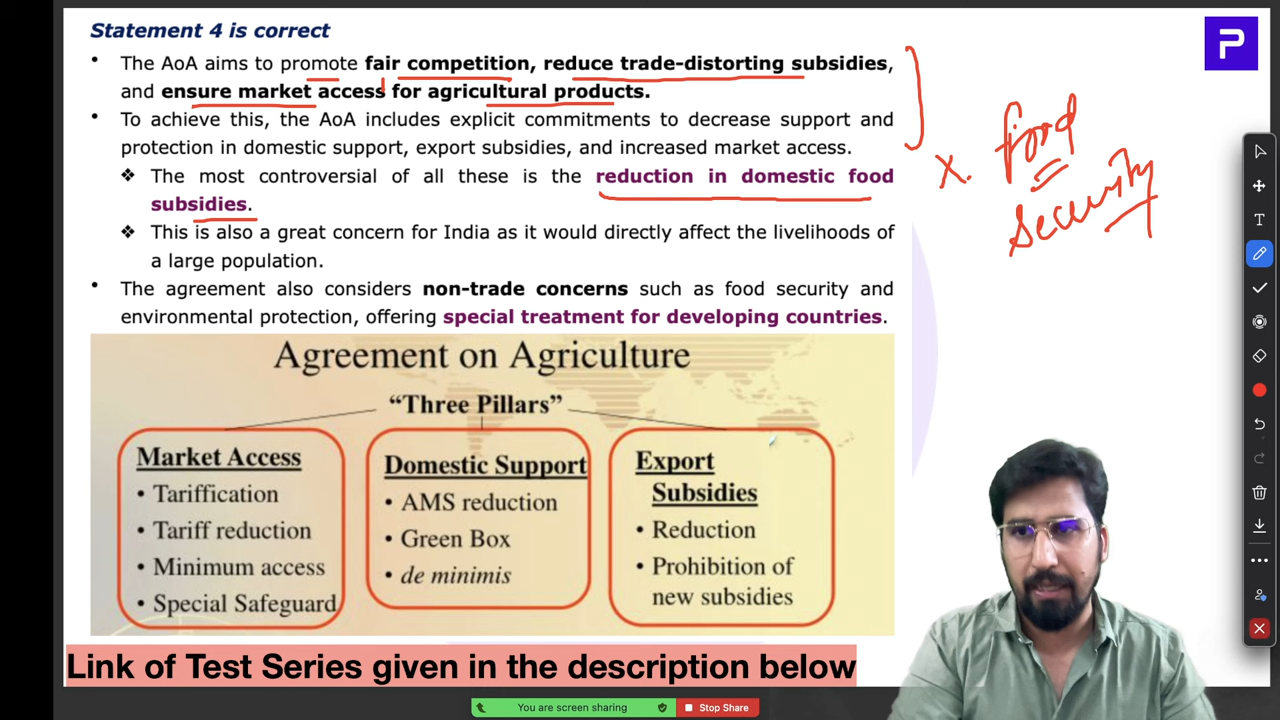 Statement 4 is correct
• The AoA aims to promote fair competition, reduce trade-distorting subsidies,
and ensure market access for agricultural products.
• To achieve this, the AoA includes explicit commitments to decrease support and
protection in domestic support, export subsidies, and increased market access.
❖ The most controversial of all these is the reduction in domestic food
subsidies.
❖ This is also a great concern for India as it would directly affect the livelihoods of
a large population.
• The agreement also considers non-trade concerns such as food security and
environmental protection, offering special treatment for developing countries.
x. food
security
P
Agreement on Agriculture
“Three Pillars”
Market Access
• Tariffication
• Tariff reduction
• Minimum access
• Special Safeguard
Domestic Support
• AMS reduction
• Green Box
• de minimis
Export
Subsidies
• Reduction
• Prohibition of
new subsidies
Link of Test Series given in the description below
You are screen sharing
Stop Share
T